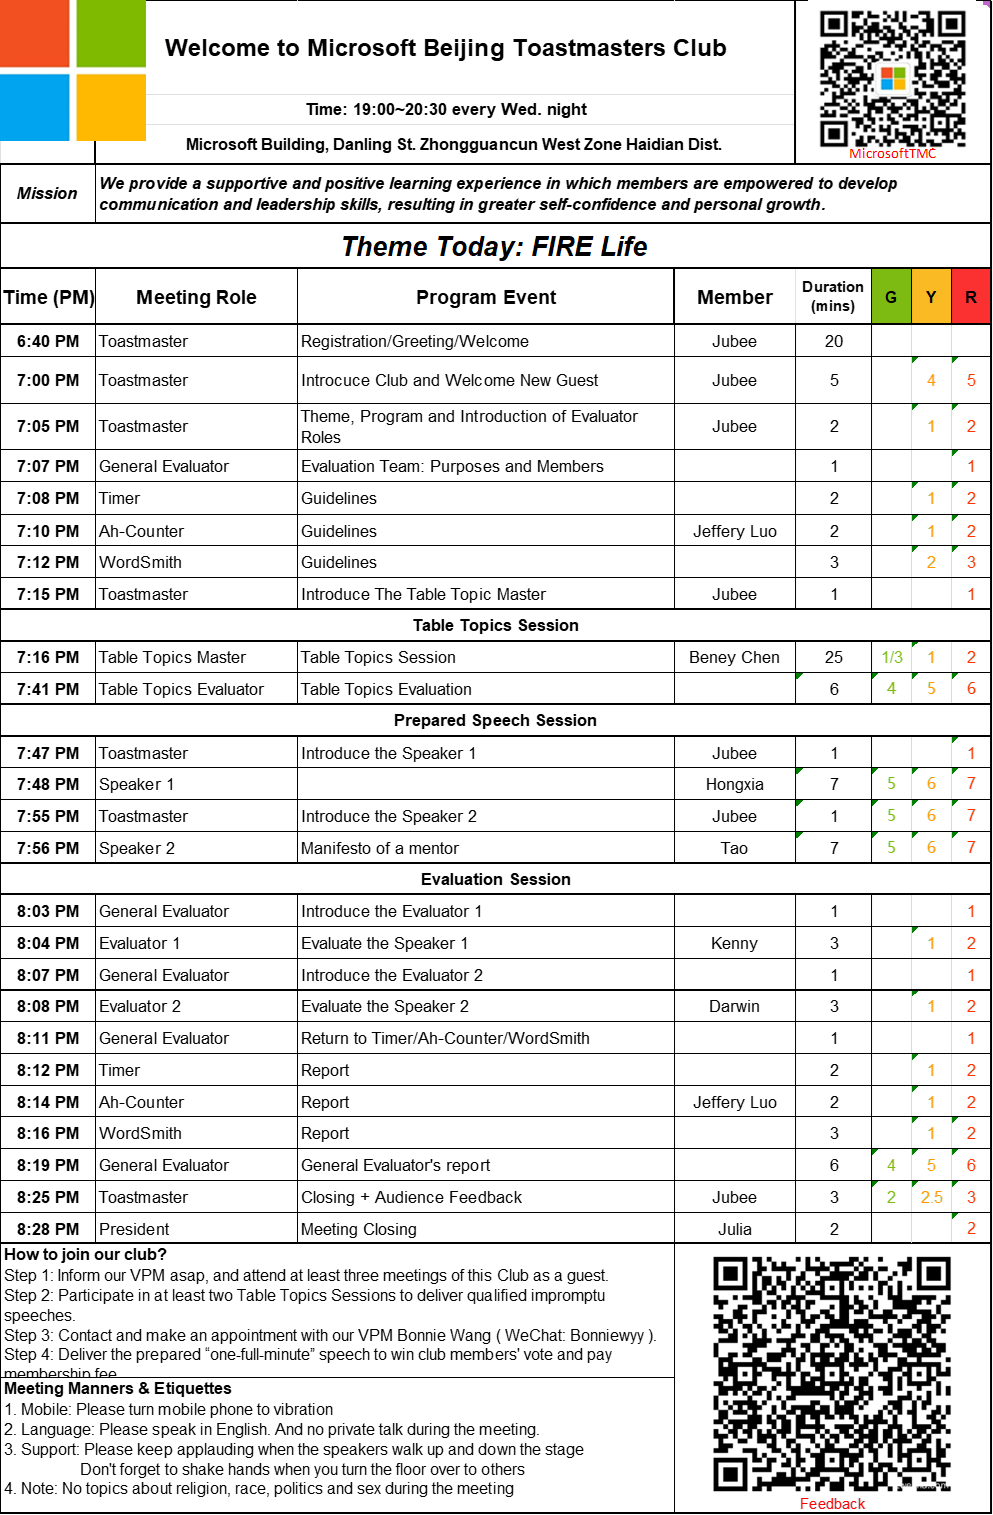 Welcome to Microsoft Beijing Toastmasters Club
Time: 19:00~20:30 every Wed. night
Microsoft Building, Danling St. Zhongguancun West Zone Haidian Dist.
MicrosoftTMC
Mission
We provide a supportive and positive learning experience in which members are empowered to develop
communication and leadership skills, resulting in greater self-confidence and personal growth.
Theme Today: FIRE Life
Time (PM) Meeting Role Program Event Member Duration (mins) G Y R
6:40 PM Toastmaster Registration/Greeting/Welcome Jubee 20
7:00 PM Toastmaster Introcuce Club and Welcome New Guest Jubee 5 4 5
7:05 PM Toastmaster Theme, Program and Introduction of Evaluator Roles Jubee 2 1 2
7:07 PM General Evaluator Evaluation Team: Purposes and Members 1 1
7:08 PM Timer Guidelines 2 1 2
7:10 PM Ah-Counter Guidelines Jeffery Luo 2 1 2
7:12 PM WordSmith Guidelines 3 2 3
7:15 PM Toastmaster Introduce The Table Topic Master Jubee 1 1
Table Topics Session
7:16 PM Table Topics Master Table Topics Session Beney Chen 25 1/3 1 2
7:41 PM Table Topics Evaluator Table Topics Evaluation 6 4 5 6
Prepared Speech Session
7:47 PM Toastmaster Introduce the Speaker 1 Jubee 1 1
7:48 PM Speaker 1 Hongxia 7 5 6 7
7:55 PM Toastmaster Introduce the Speaker 2 Jubee 1 5 6 7
7:56 PM Speaker 2 Manifesto of a mentor Tao 7 5 6 7
Evaluation Session
8:03 PM General Evaluator Introduce the Evaluator 1 1 1
8:04 PM Evaluator 1 Evaluate the Speaker 1 Kenny 3 1 2
8:07 PM General Evaluator Introduce the Evaluator 2 1 1
8:08 PM Evaluator 2 Evaluate the Speaker 2 Darwin 3 1 2
8:11 PM General Evaluator Return to Timer/Ah-Counter/WordSmith 1 1
8:12 PM Timer Report 2 1 2
8:14 PM Ah-Counter Report Jeffery Luo 2 1 2
8:16 PM WordSmith Report 3 1 2
8:19 PM General Evaluator General Evaluator's report 6 4 5 6
8:25 PM Toastmaster Closing + Audience Feedback Jubee 3 2 2.5 3
8:28 PM President Meeting Closing Julia 2 2
How to join our club?
Step 1: Inform our VPM asap, and attend at least three meetings of this Club as a guest.
Step 2: Participate in at least two Table Topics Sessions to deliver qualified impromptu
speeches.
Step 3: Contact and make an appointment with our VPM Bonnie Wang ( WeChat: Bonniewyy ).
Step 4: Deliver the prepared “one-full-minute” speech to win club members' vote and pay
membership fee
Meeting Manners & Etiquettes
1. Mobile: Please turn mobile phone to vibration
2. Language: Please speak in English. And no private talk during the meeting.
3. Support: Please keep applauding when the speakers walk up and down the stage
Don't forget to shake hands when you turn the floor over to others
4. Note: No topics about religion, race, politics and sex during the meeting
Feedback